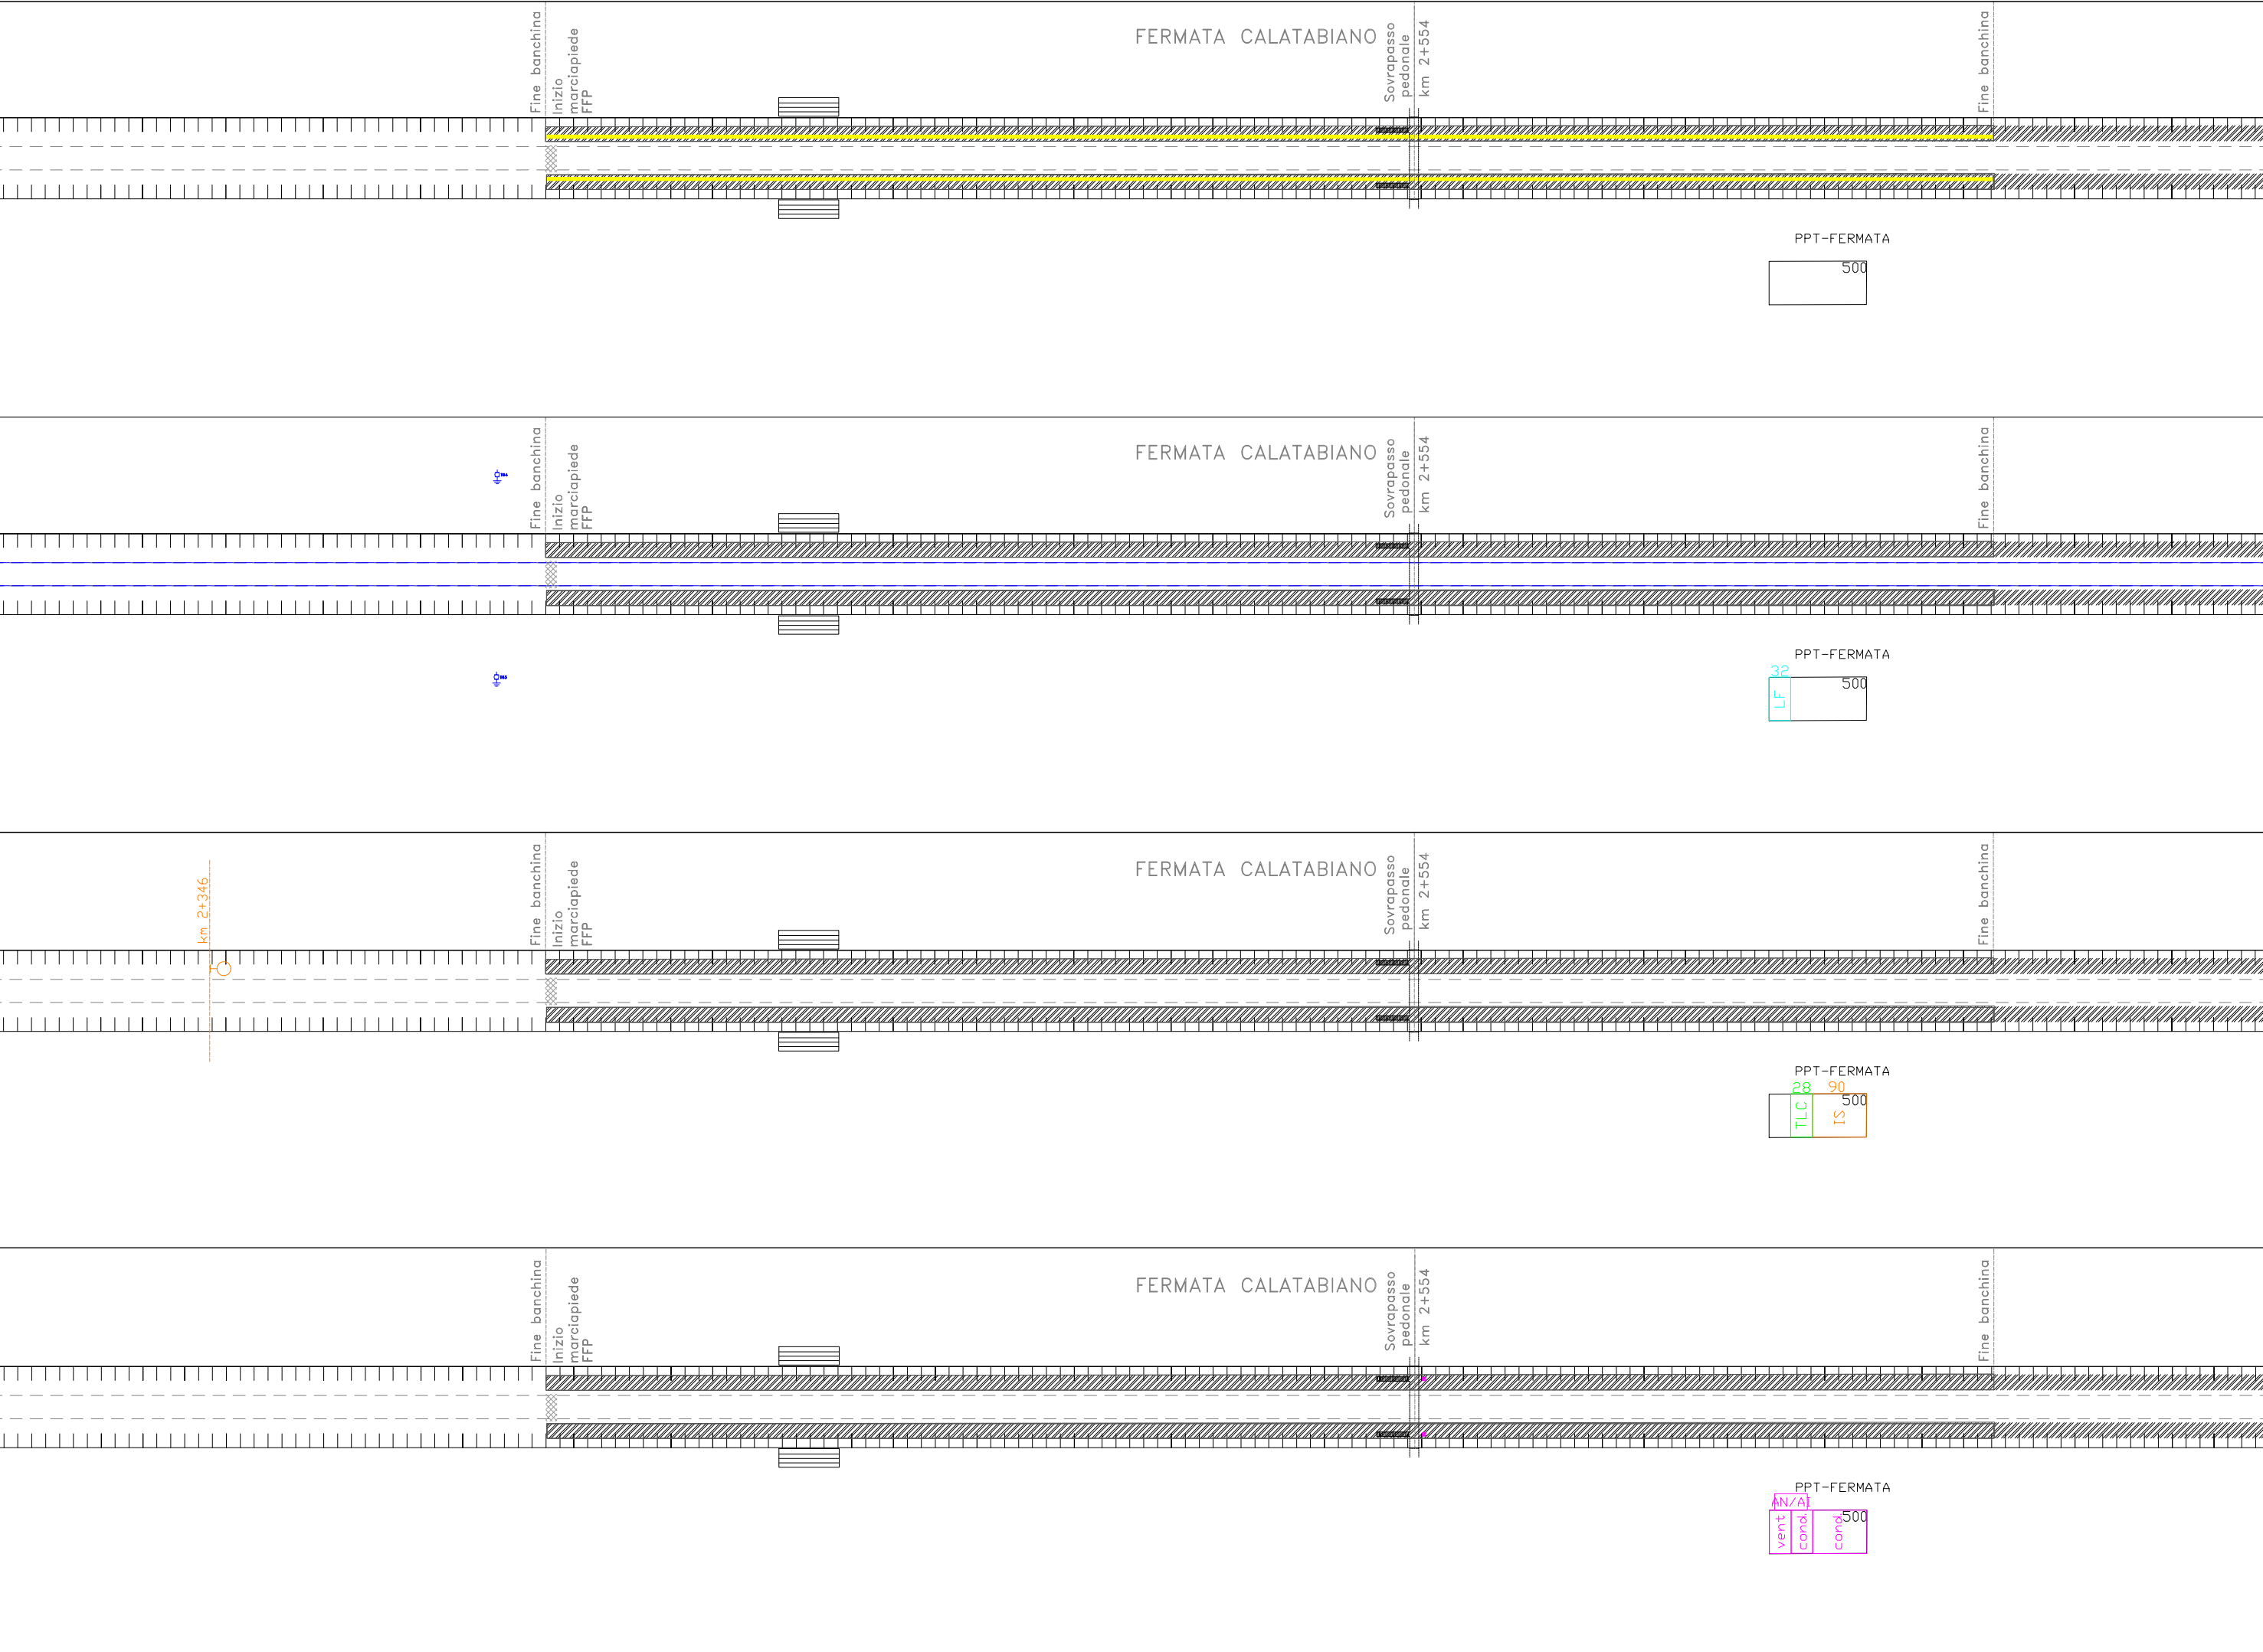 Fine banchina
Inizio
marciapiede
FFP
FERMATA CALATABIANO
Sovrapasso
pedonale
km 2+554
Fine banchina
PPT-FERMATA
500
Fine banchina
Inizio
marciapiede
FFP
FERMATA CALATABIANO
Sovrapasso
pedonale
km 2+554
Fine banchina
PPT-FERMATA
32
LF
500
km 2+346
Fine banchina
Inizio
marciapiede
FFP
FERMATA CALATABIANO
Sovrapasso
pedonale
km 2+554
Fine banchina
PPT-FERMATA
28
90
TLC
IS
500
Fine banchina
Inizio
marciapiede
FFP
FERMATA CALATABIANO
Sovrapasso
pedonale
km 2+554
Fine banchina
PPT-FERMATA
AN/AI
vent
cond.
cond.
500